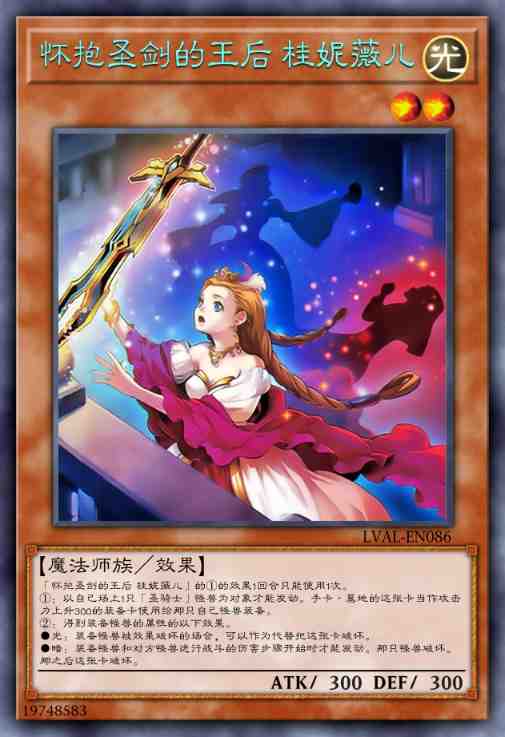 怀抱圣剑的王后 桂妮薇儿
光
LVAL-EN086
【魔法师族／效果】
「怀抱圣剑的王后 桂妮薇儿」的①的效果1回合只能使用1次。
①：以自己场上1只「圣骑士」怪兽为对象才能发动。手卡·墓地的这张卡当作攻击
力上升300的装备卡使用给那只自己怪兽装备。
②：得到装备怪兽的属性的以下效果。
●光：装备怪兽被效果破坏的场合，可以作为代替把这张卡破坏。
●暗：装备怪兽和对方怪兽进行战斗的伤害步骤开始时才能发动。那只怪兽破坏。
那之后这张卡破坏。
ATK/ 300 DEF/ 300
19748583